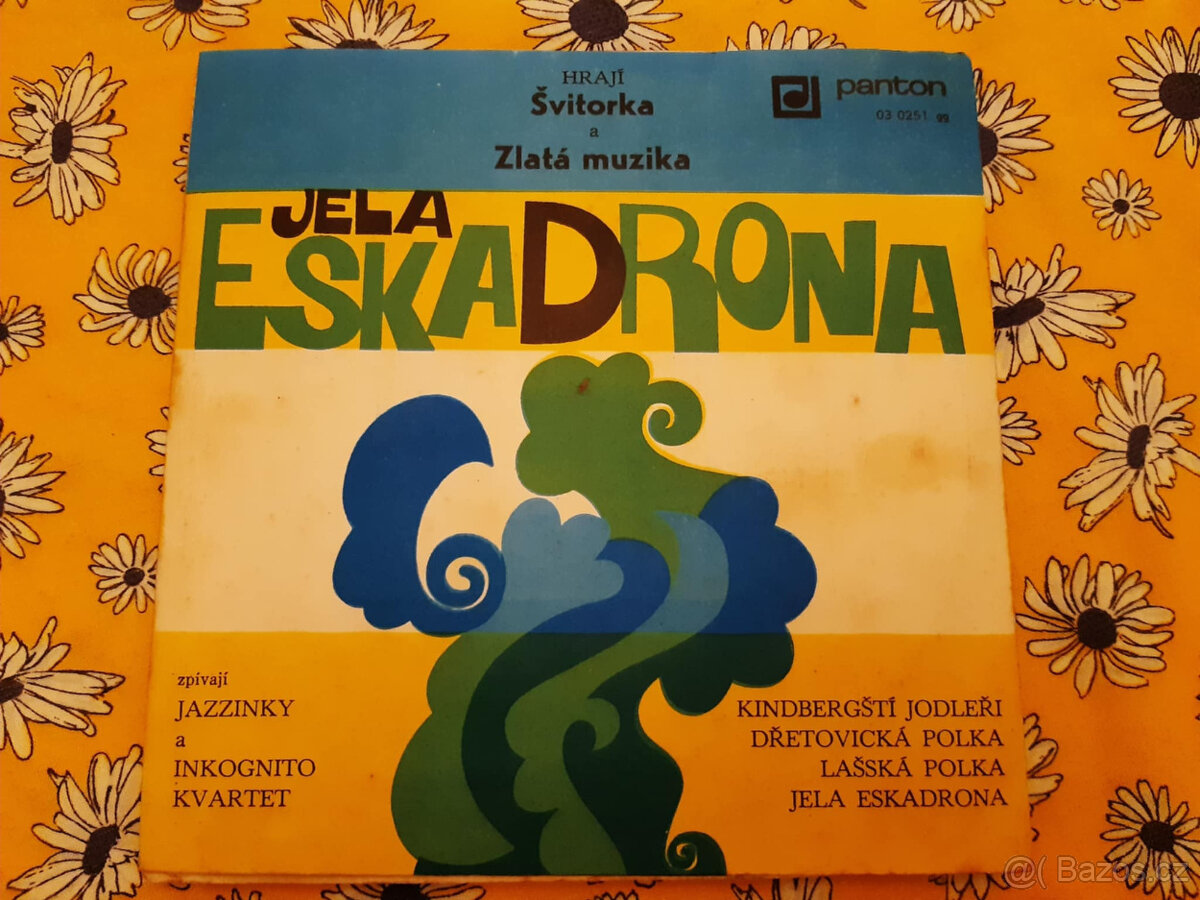 HRAJÍ
Švitorka
a
Zlatá muzika
panton
03 0251 99
JELA
ESKADRONA
zpívají
JAZZINKY
a
INKOGNITO
KVARTET
KINDBERGŠTÍ JODLEŘI
DŘETOVICKÁ POLKA
LAŠSKÁ POLKA
JELA ESKADRONA
@( Bazos.cz